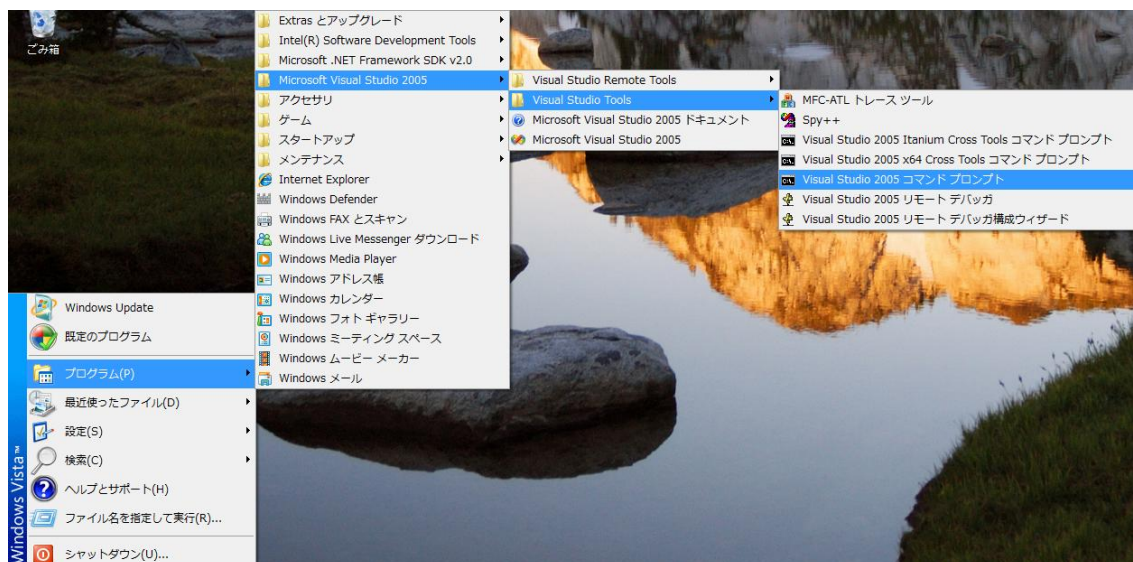 ごみ箱
Extras とアップグレード
Intel(R) Software Development Tools
Microsoft .NET Framework SDK v2.0
Microsoft Visual Studio 2005
アクセサリ
ゲーム
スタートアップ
メンテナンス
Internet Explorer
Windows Defender
Windows FAX とスキャン
Windows Live Messenger ダウンロード
Windows Media Player
Windows アドレス帳
Windows カレンダー
Windows フォト ギャラリー
Windows ミーティング スペース
Windows ムービー メーカー
Windows メール
Visual Studio Remote Tools
Visual Studio Tools
Microsoft Visual Studio 2005 ドキュメント
Microsoft Visual Studio 2005
MFC-ATL トレース ツール
Spy++
Visual Studio 2005 Itanium Cross Tools コマンド プロンプト
Visual Studio 2005 x64 Cross Tools コマンド プロンプト
Visual Studio 2005 コマンド プロンプト
Visual Studio 2005 リモート デバッガ
Visual Studio 2005 リモート デバッガ構成ウィザード
Windows Update
既定のプログラム
プログラム(P)
最近使ったファイル(D)
設定(S)
検索(C)
ヘルプとサポート(H)
ファイル名を指定して実行(R)...
シャットダウン(U)...
Windows Vista™